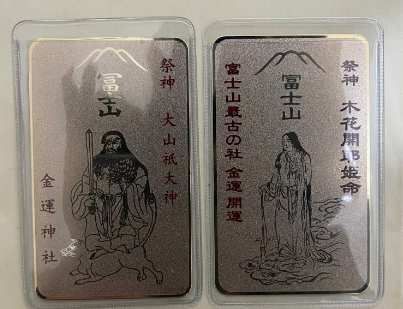 祭神 大山祇大神
富士山
金運神社
祭神 木花開耶姫命
富士山
富士山最古の社 金運開運